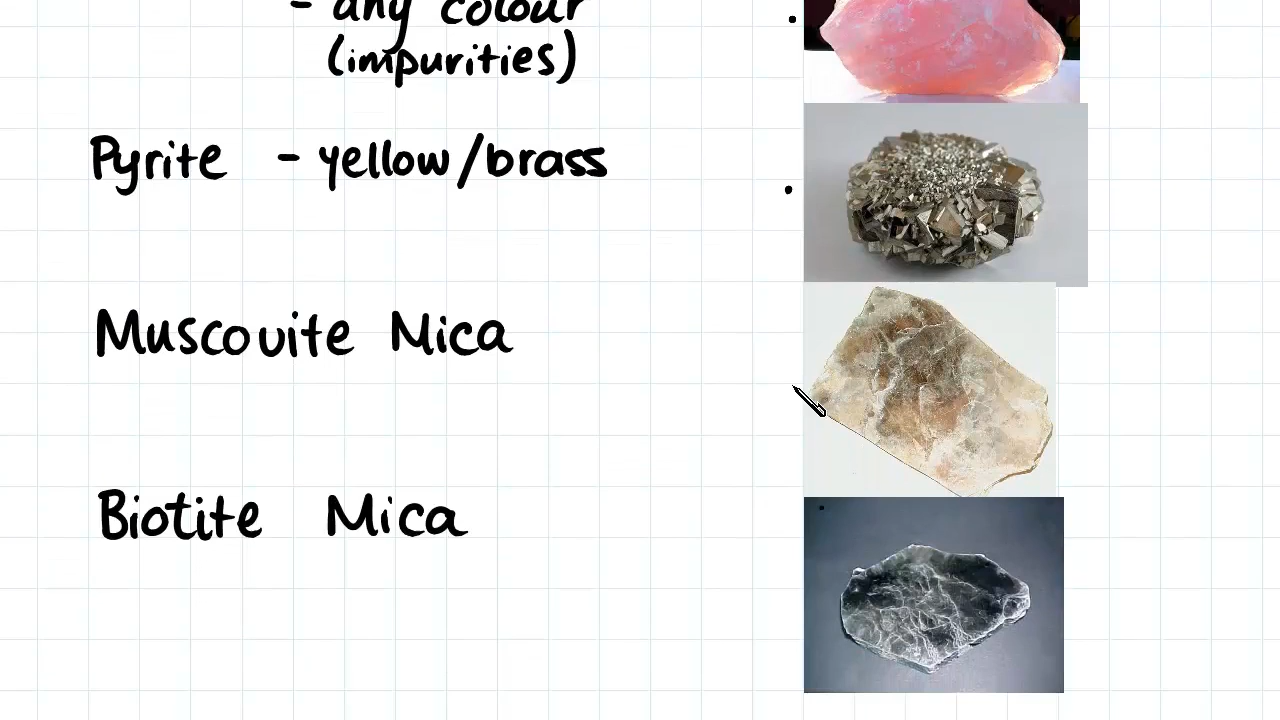 - any colour
(impurities)
Pyrite - yellow/brass
Muscovite Mica
Biotite Mica